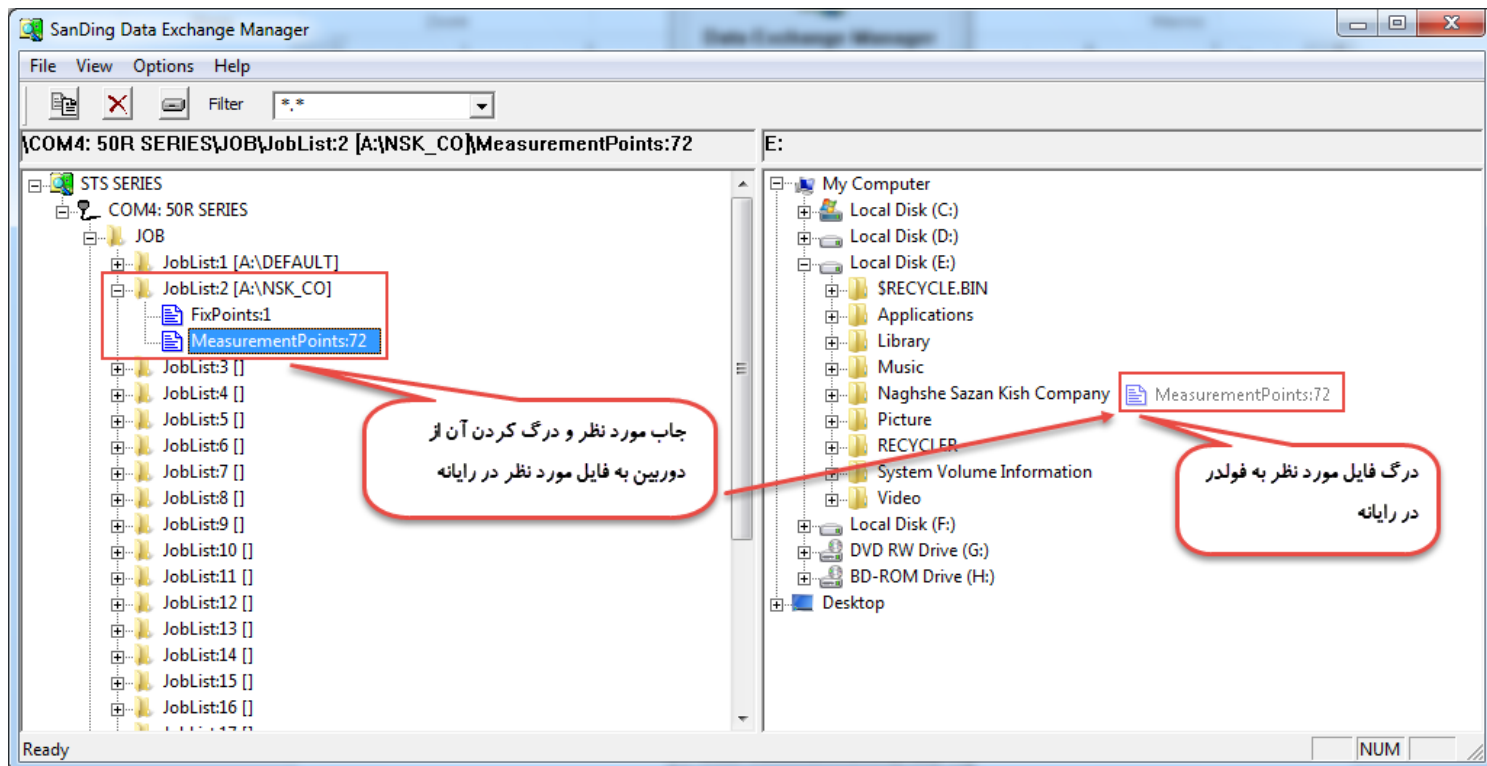 SanDing Data Exchange Manager
Data Exchange Manager
File View Options Help
Filter *.*
\COM4: 50R SERIES\JOB\JobList:2 [A:\NSK_CO]\MeasurementPoints:72
E:
STS SERIES
COM4: 50R SERIES
JOB
JobList:1 [A:\DEFAULT]
JobList:2 [A:\NSK_CO]
FixPoints:1
MeasurementPoints:72
JobList:3 []
JobList:4 []
JobList:5 []
JobList:6 []
JobList:7 []
JobList:8 []
JobList:9 []
JobList:10 []
JobList:11 []
JobList:12 []
JobList:13 []
JobList:14 []
JobList:15 []
JobList:16 []
جاب مورد نظر و درگ کردن آن از
دوربین به فایل مورد نظر در رایانه
My Computer
Local Disk (C:)
Local Disk (D:)
Local Disk (E:)
$RECYCLE.BIN
Applications
Library
Music
Naghshe Sazan Kish Company MeasurementPoints:72
Picture
RECYCLER
System Volume Information
Video
Local Disk (F:)
DVD RW Drive (G:)
BD-ROM Drive (H:)
Desktop
درگ فایل مورد نظر به فولدر
در رایانه
Ready
NUM